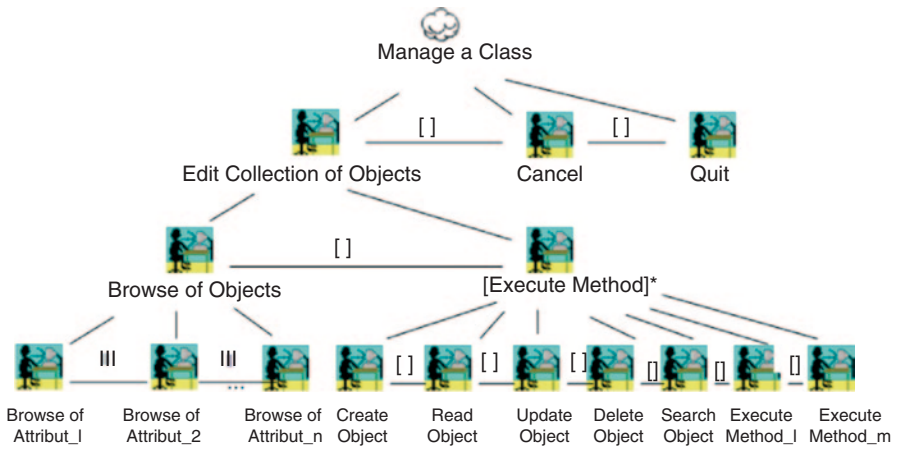 Manage a Class
[ ] [ ]
Edit Collection of Objects Cancel Quit
[ ]
Browse of Objects [Execute Method]*
||| ||| ... [ ] [ ] [ ] [] [] []
Browse of Browse of Browse of Create Read Update Delete Search Execute Execute
Attribut_l Attribut_2 Attribut_n Object Object Object Object Object Method_l Method_m